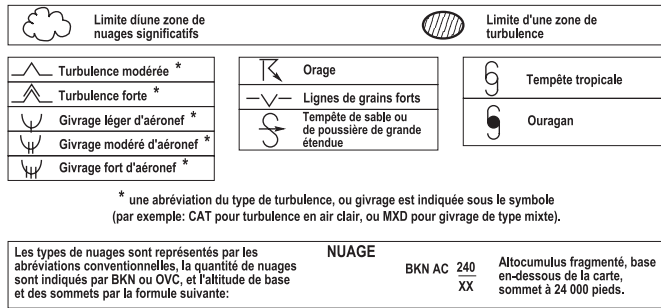 Limite díune zone de
nuages significatifs
Limite d'une zone de
turbulence
Turbulence modérée *
Turbulence forte *
Givrage léger d'aéronef *
Givrage modéré d'aéronef *
Givrage fort d'aéronef *
Orage
Lignes de grains forts
Tempête de sable ou
de poussière de grande
étendue
Tempête tropicale
Ouragan
* une abréviation du type de turbulence, ou givrage est indiquée sous le symbole
(par exemple: CAT pour turbulence en air clair, ou MXD pour givrage de type mixte).
Les types de nuages sont représentés par les
abréviations conventionnelles, la quantité de nuages
sont indiqués par BKN ou OVC, et l'altitude de base
et des sommets par la formule suivante:
NUAGE
BKN AC 240
XX
Altocumulus fragmenté, base
en-dessous de la carte,
sommet à 24 000 pieds.